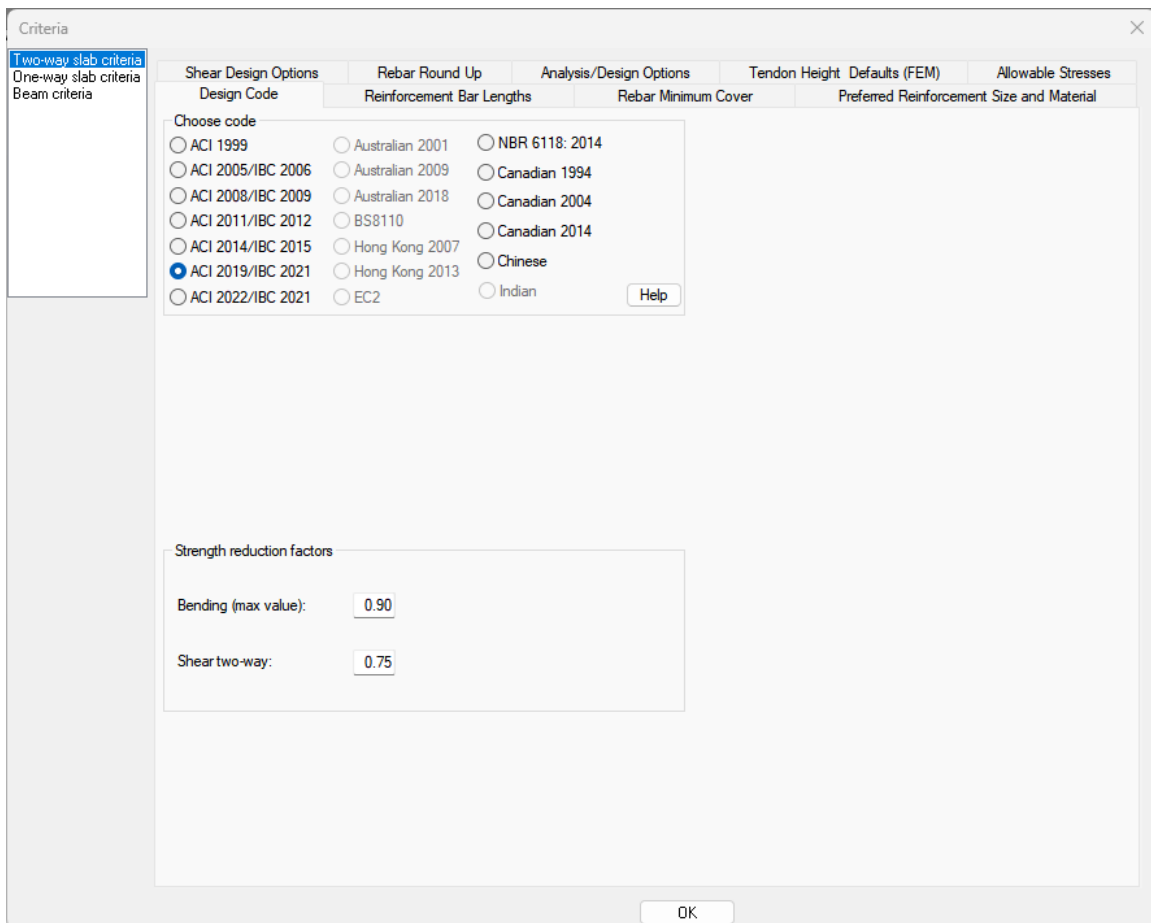 Criteria
Two-way slab criteria
One-way slab criteria
Beam criteria
Shear Design Options
Rebar Round Up
Analysis/Design Options
Tendon Height Defaults (FEM)
Allowable Stresses
Design Code
Reinforcement Bar Lengths
Rebar Minimum Cover
Preferred Reinforcement Size and Material
Choose code
ACI 1999
ACI 2005/IBC 2006
ACI 2008/IBC 2009
ACI 2011/IBC 2012
ACI 2014/IBC 2015
ACI 2019/IBC 2021
ACI 2022/IBC 2021
Australian 2001
Australian 2009
Australian 2018
BS8110
Hong Kong 2007
Hong Kong 2013
EC2
NBR 6118: 2014
Canadian 1994
Canadian 2004
Canadian 2014
Chinese
Indian
Help
Strength reduction factors
Bending (max value): 0.90
Shear two-way: 0.75
OK